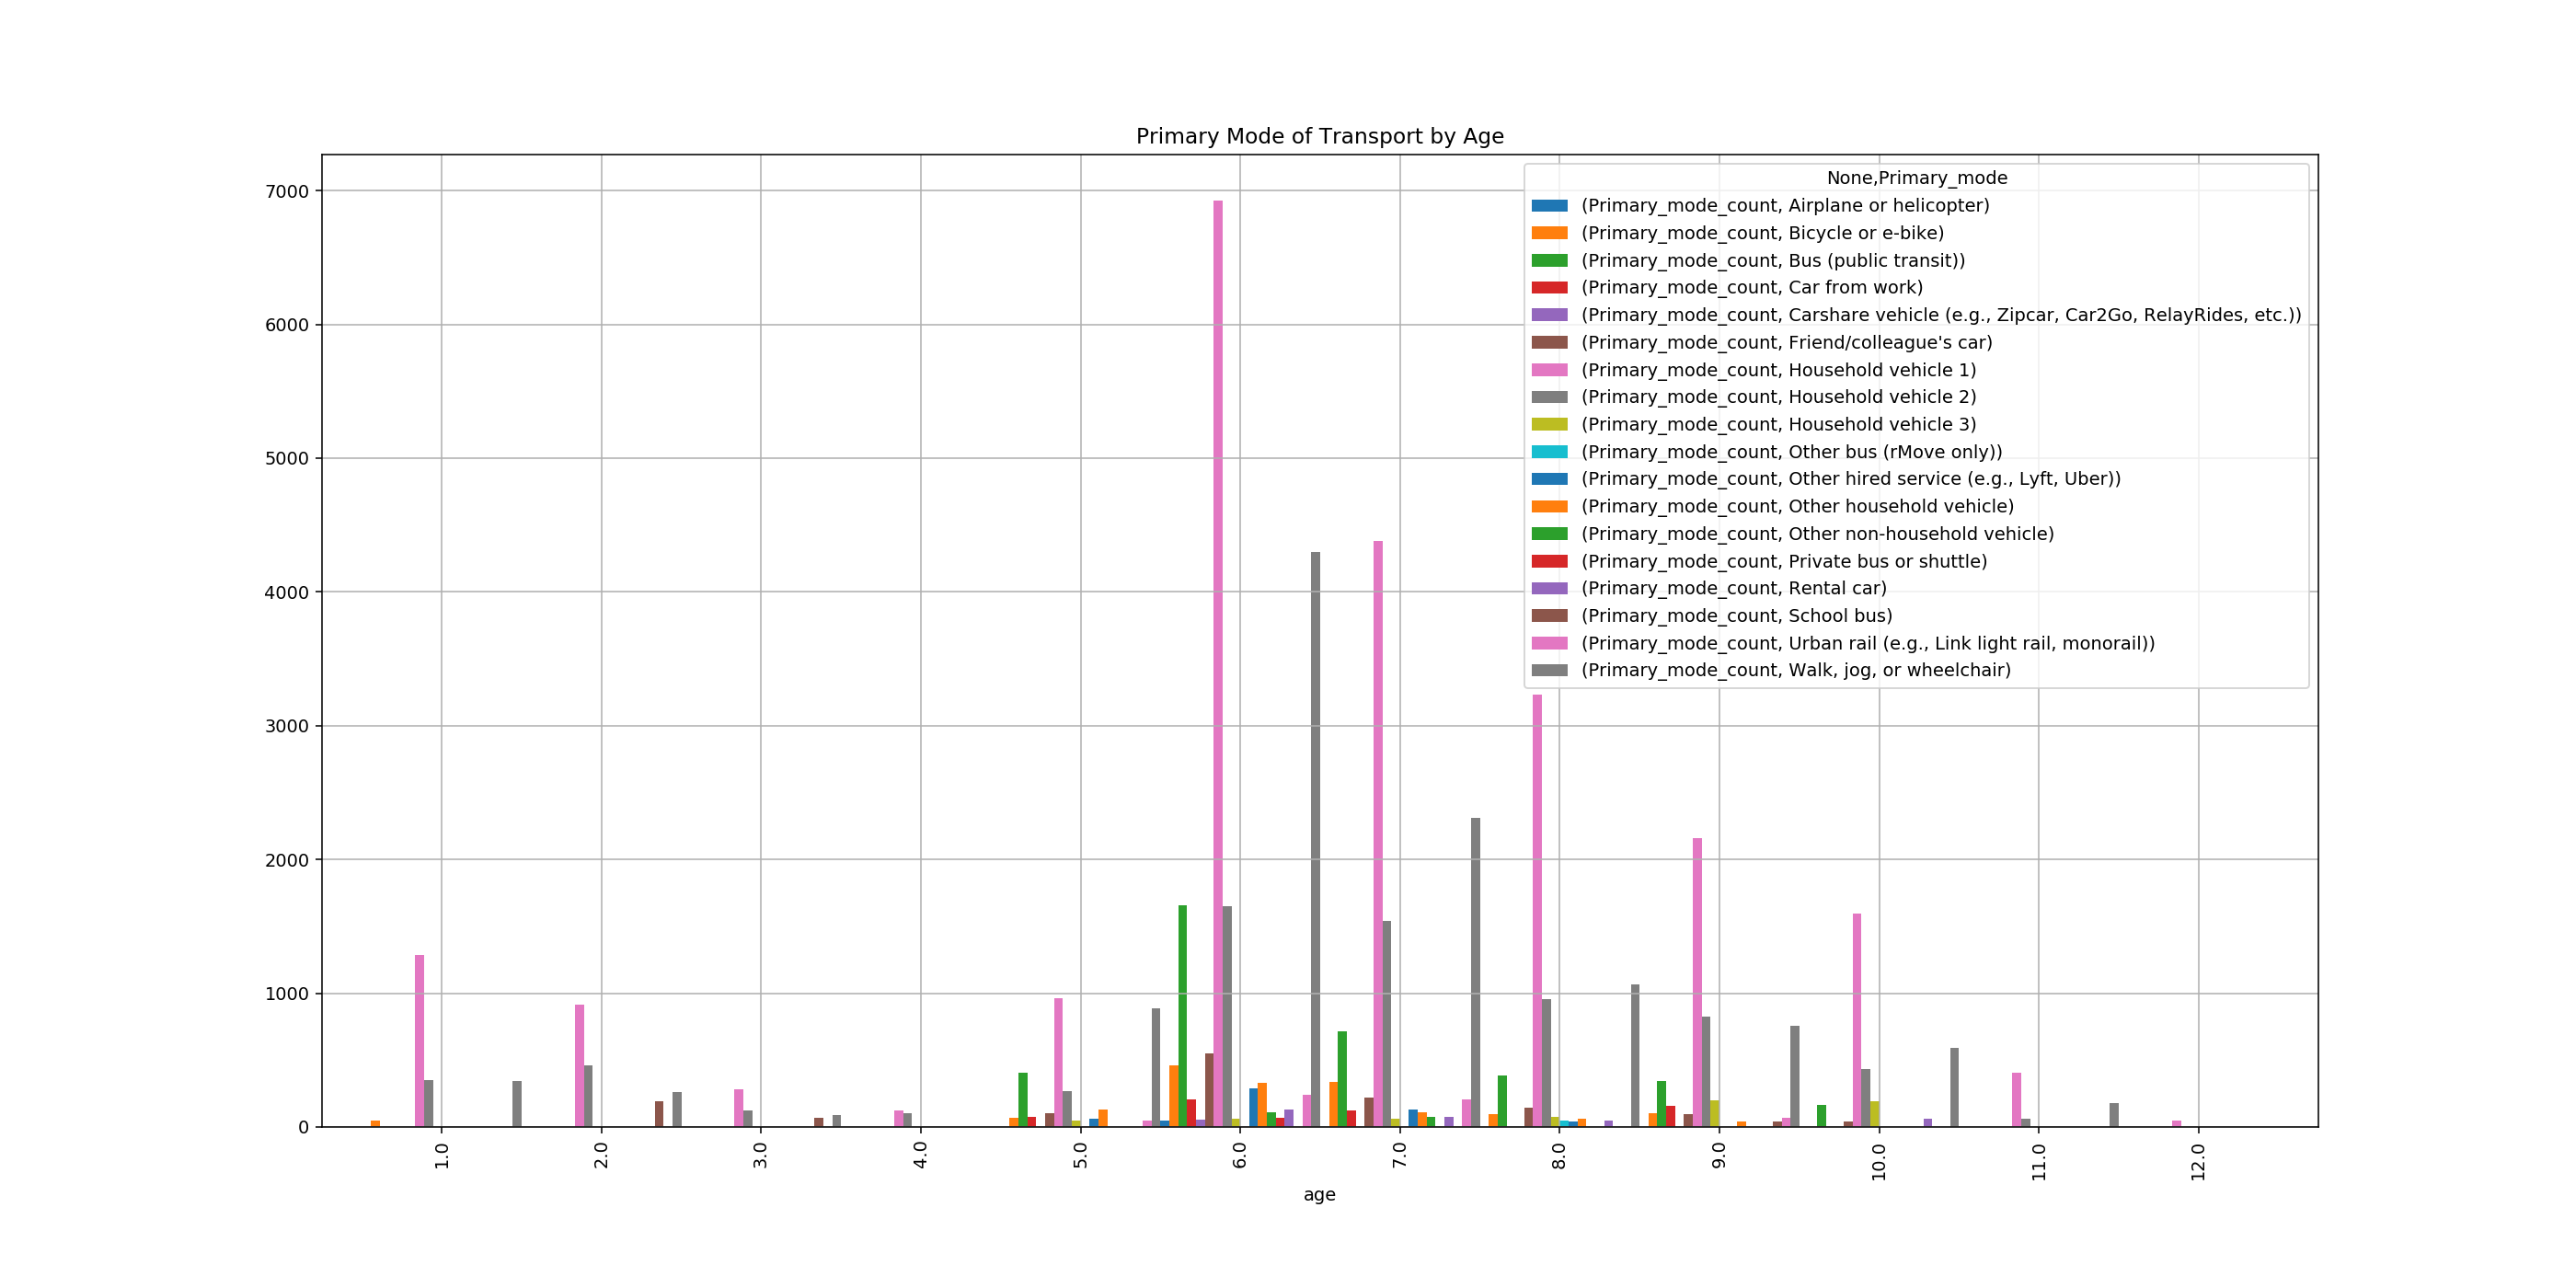 Primary Mode of Transport by Age
7000
6000
5000
4000
3000
2000
1000
0
None,Primary_mode
(Primary_mode_count, Airplane or helicopter)
(Primary_mode_count, Bicycle or e-bike)
(Primary_mode_count, Bus (public transit))
(Primary_mode_count, Car from work)
(Primary_mode_count, Carshare vehicle (e.g., Zipcar, Car2Go, RelayRides, etc.))
(Primary_mode_count, Friend/colleague's car)
(Primary_mode_count, Household vehicle 1)
(Primary_mode_count, Household vehicle 2)
(Primary_mode_count, Household vehicle 3)
(Primary_mode_count, Other bus (rMove only))
(Primary_mode_count, Other hired service (e.g., Lyft, Uber))
(Primary_mode_count, Other household vehicle)
(Primary_mode_count, Other non-household vehicle)
(Primary_mode_count, Private bus or shuttle)
(Primary_mode_count, Rental car)
(Primary_mode_count, School bus)
(Primary_mode_count, Urban rail (e.g., Link light rail, monorail))
(Primary_mode_count, Walk, jog, or wheelchair)
1.0
2.0
3.0
4.0
5.0
6.0
7.0
8.0
9.0
10.0
11.0
12.0
age